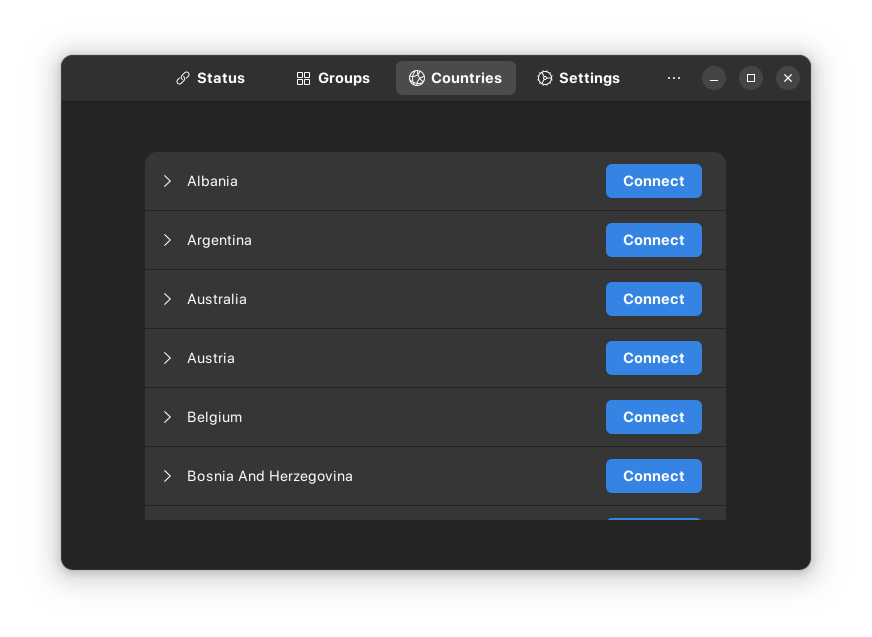 Status Groups Countries Settings
Albania Connect
Argentina Connect
Australia Connect
Austria Connect
Belgium Connect
Bosnia And Herzegovina Connect